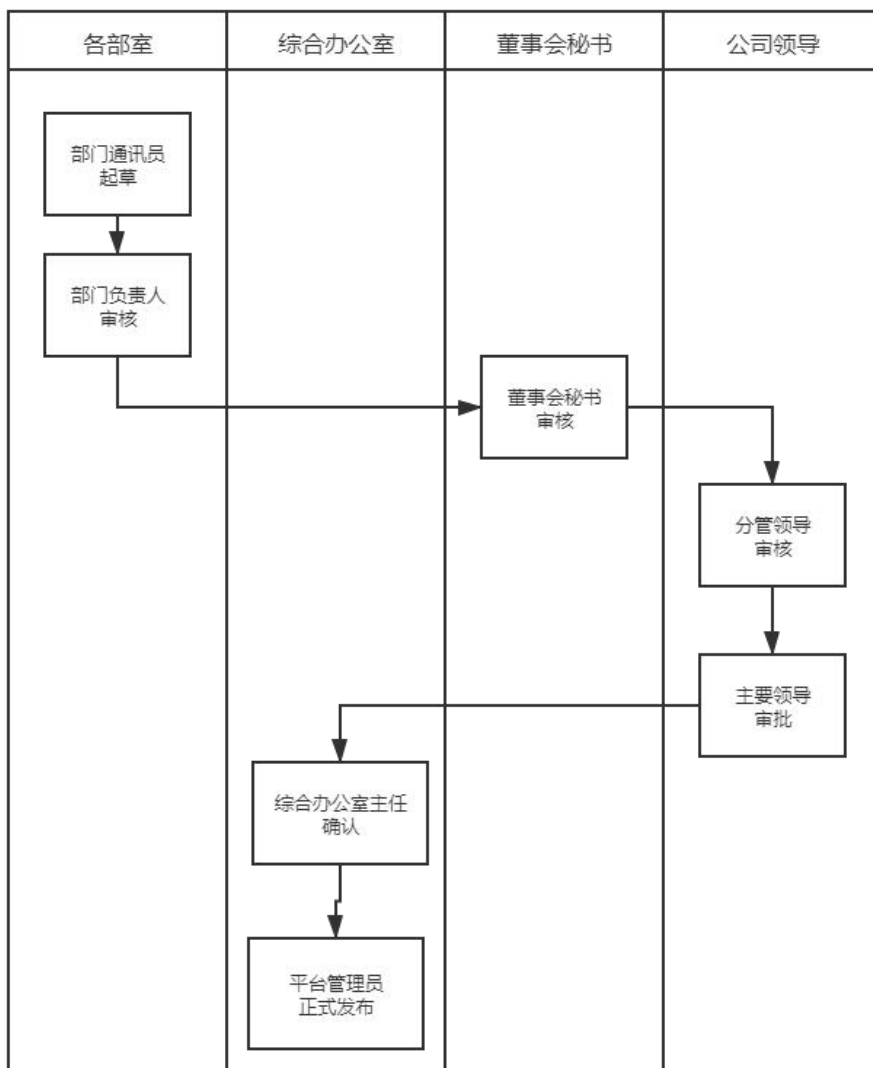 各部室
综合办公室
董事会秘书
公司领导
部门通讯员
起草
部门负责人
审核
董事会秘书
审核
分管领导
审核
主要领导
审批
综合办公室主任
确认
平台管理员
正式发布